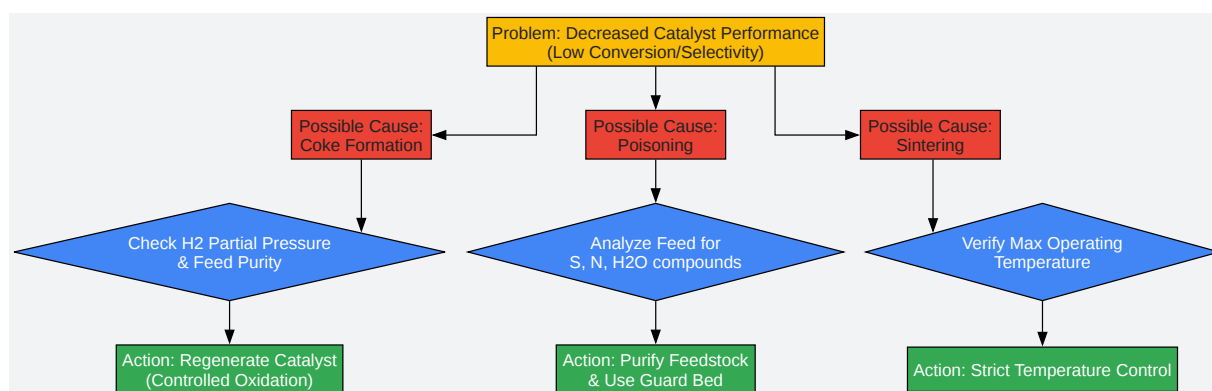 Problem: Decreased Catalyst Performance
(Low Conversion/Selectivity)
Possible Cause:
Coke Formation
Possible Cause:
Poisoning
Possible Cause:
Sintering
Check H2 Partial Pressure
& Feed Purity
Analyze Feed for
S, N, H2O compounds
Verify Max Operating
Temperature
Action: Regenerate Catalyst
(Controlled Oxidation)
Action: Purify Feedstock
& Use Guard Bed
Action: Strict Temperature Control